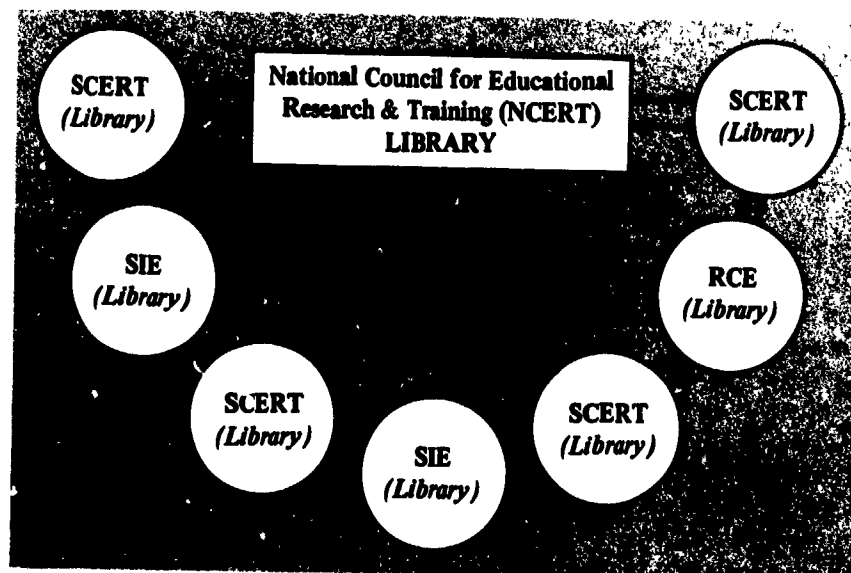 National Council for Educational
Research & Training (NCERT)
LIBRARY
SCERT
(Library)
SCERT
(Library)
SIE
(Library)
RCE
(Library)
SCERT
(Library)
SCERT
(Library)
SIE
(Library)